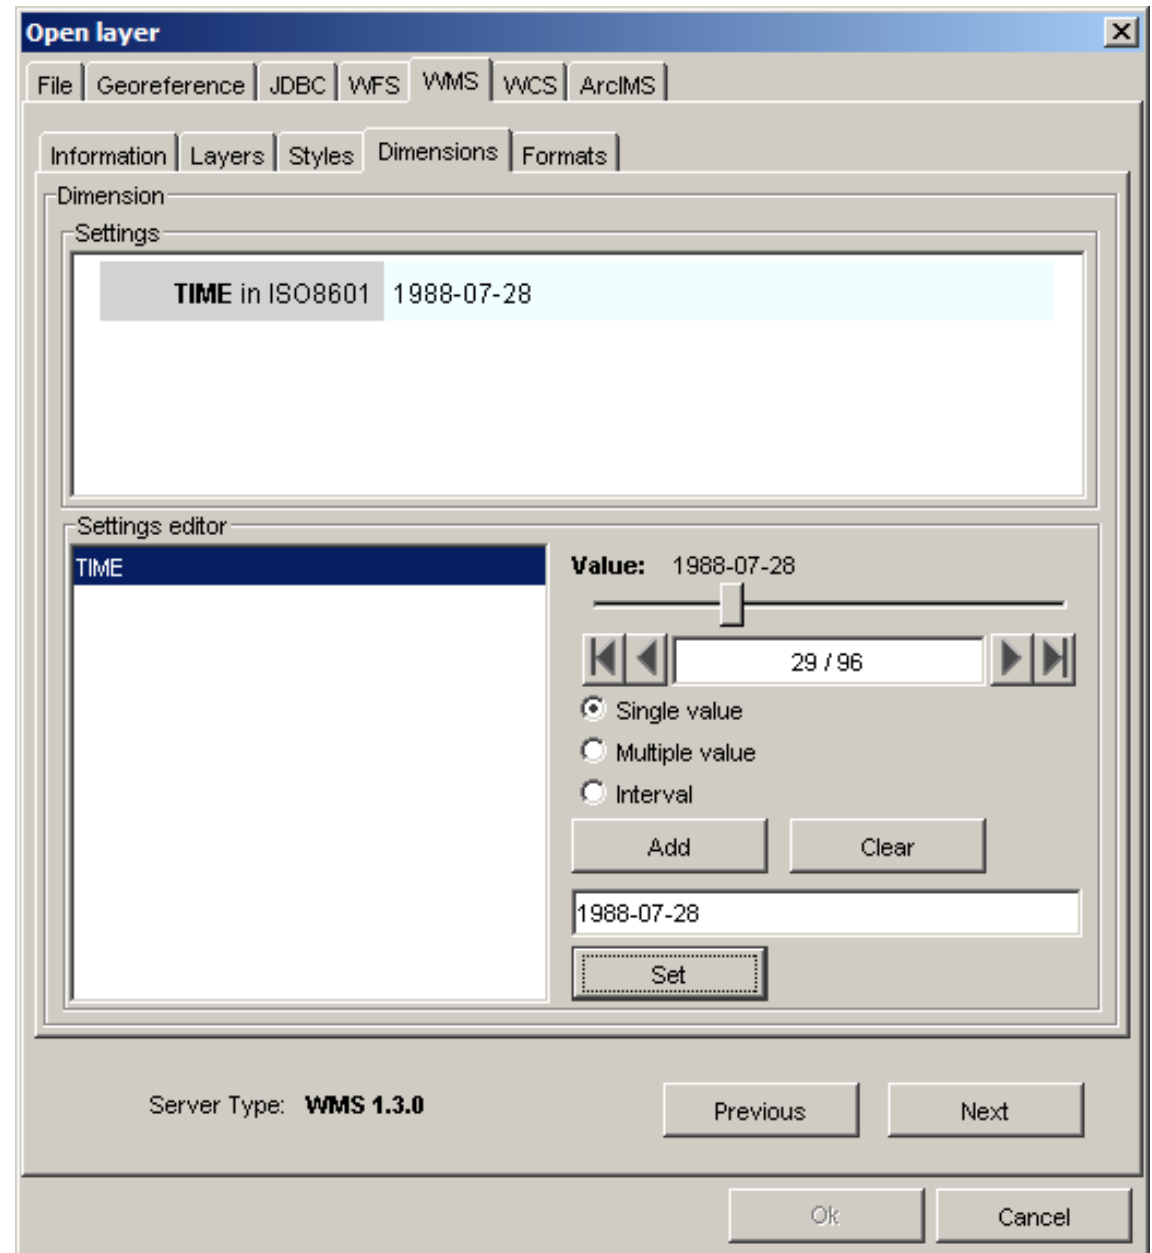 Open layer
File Georeference JDBC WFS WMS WCS ArcIMS
Information Layers Styles Dimensions Formats
Dimension
Settings
TIME in ISO8601 1988-07-28
Settings editor
TIME
Value: 1988-07-28
29 / 96
Single value
Multiple value
Interval
Add Clear
1988-07-28
Set
Server Type: WMS 1.3.0
Previous Next
Ok Cancel